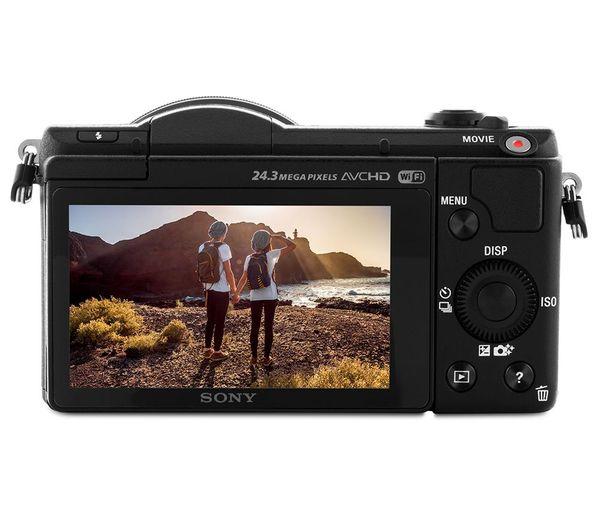 MOVIE
24.3 MEGA PIXELS AVCHD Wi Fi
MENU
DISP
ISO
?
SONY